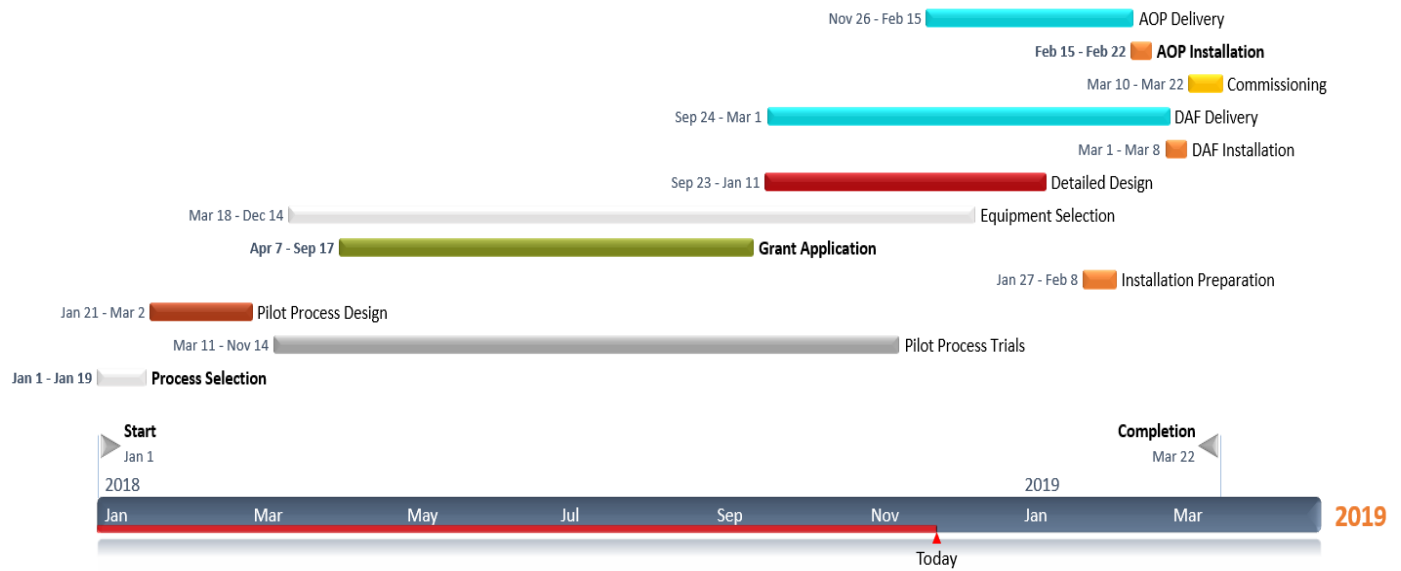 Nov 26 - Feb 15 AOP Delivery
Feb 15 - Feb 22 AOP Installation
Mar 10 - Mar 22 Commissioning
Sep 24 - Mar 1 DAF Delivery
Mar 1 - Mar 8 DAF Installation
Sep 23 - Jan 11 Detailed Design
Mar 18 - Dec 14 Equipment Selection
Apr 7 - Sep 17 Grant Application
Jan 27 - Feb 8 Installation Preparation
Jan 21 - Mar 2 Pilot Process Design
Mar 11 - Nov 14 Pilot Process Trials
Jan 1 - Jan 19 Process Selection
Start Completion
Jan 1 Mar 22
2018 2019
Jan Mar May Jul Sep Nov Jan Mar 2019
Today